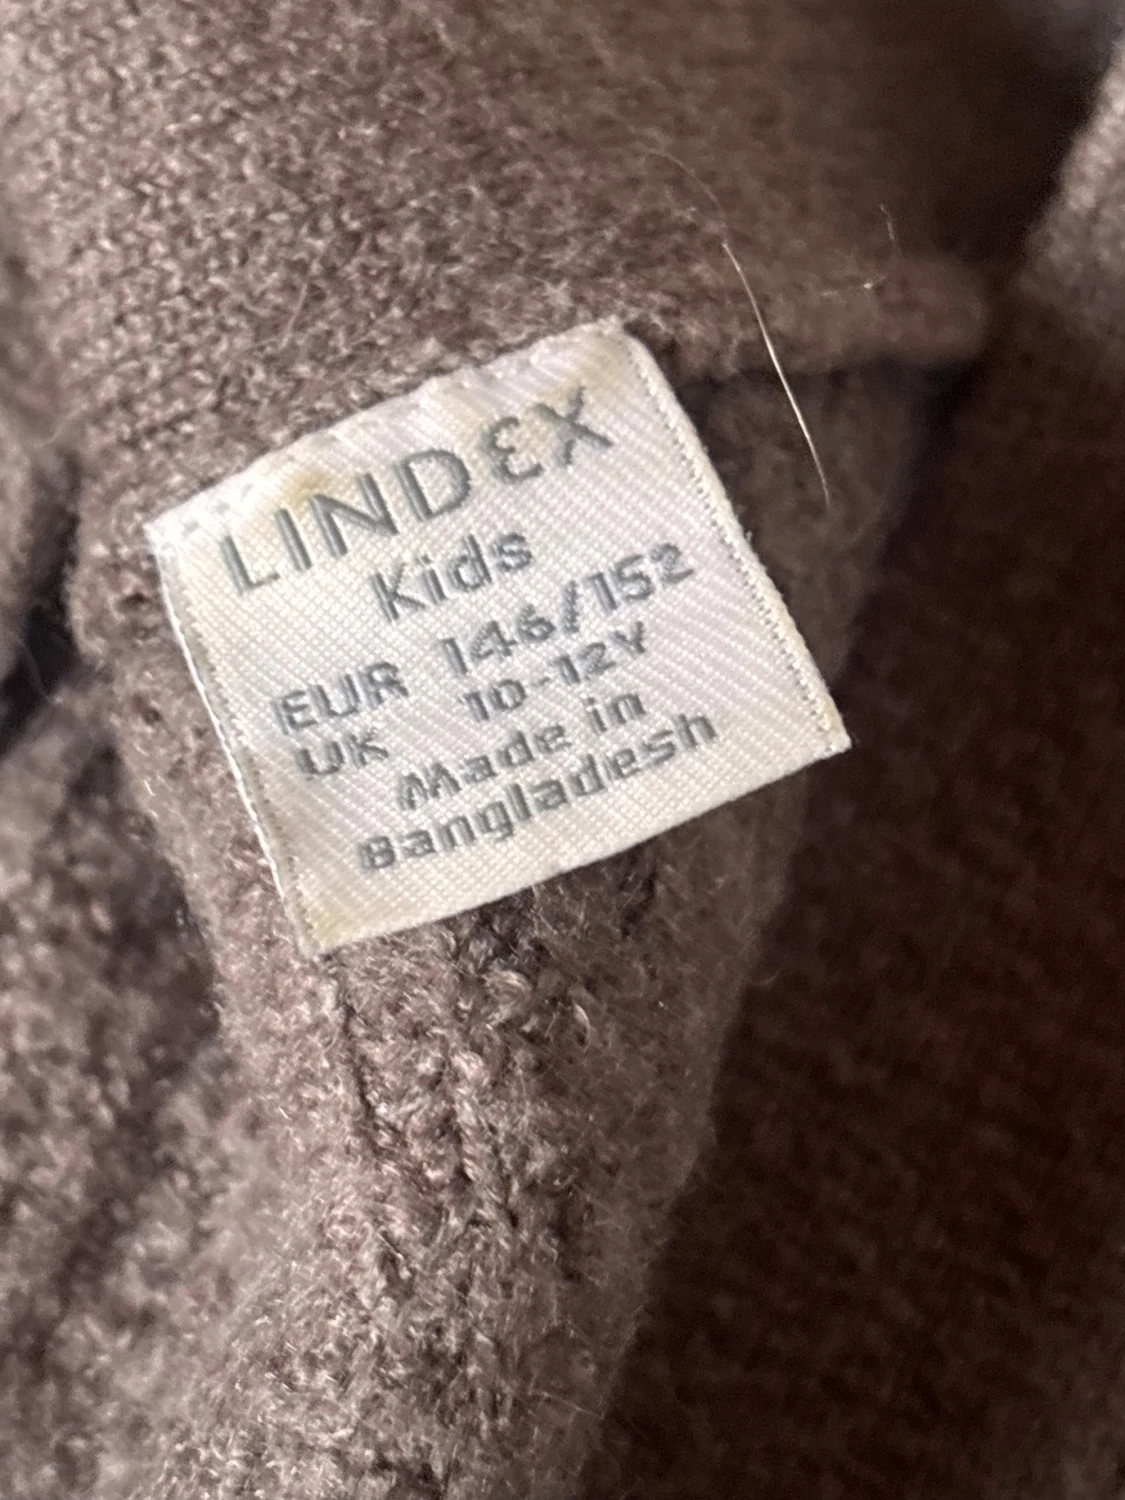 LINDEX
Kids
EUR 146/152
UK 10-12Y
Made in
Bangladesh